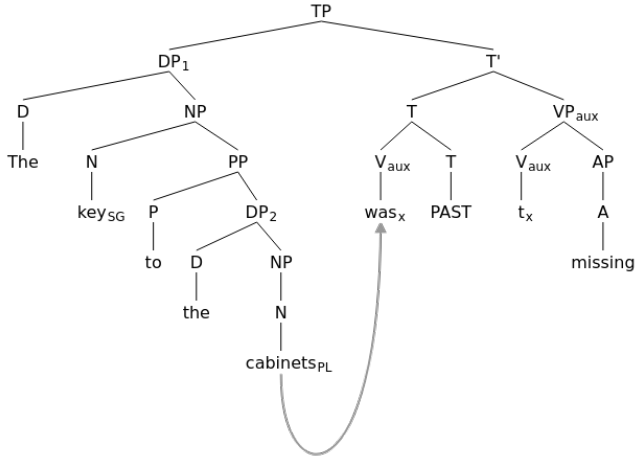 TP
DP1 T'
D NP T VPaux
The N PP Vaux T Vaux AP
keySG P DP2 wasx PAST tx A
to D NP missing
the N
cabinetsPL